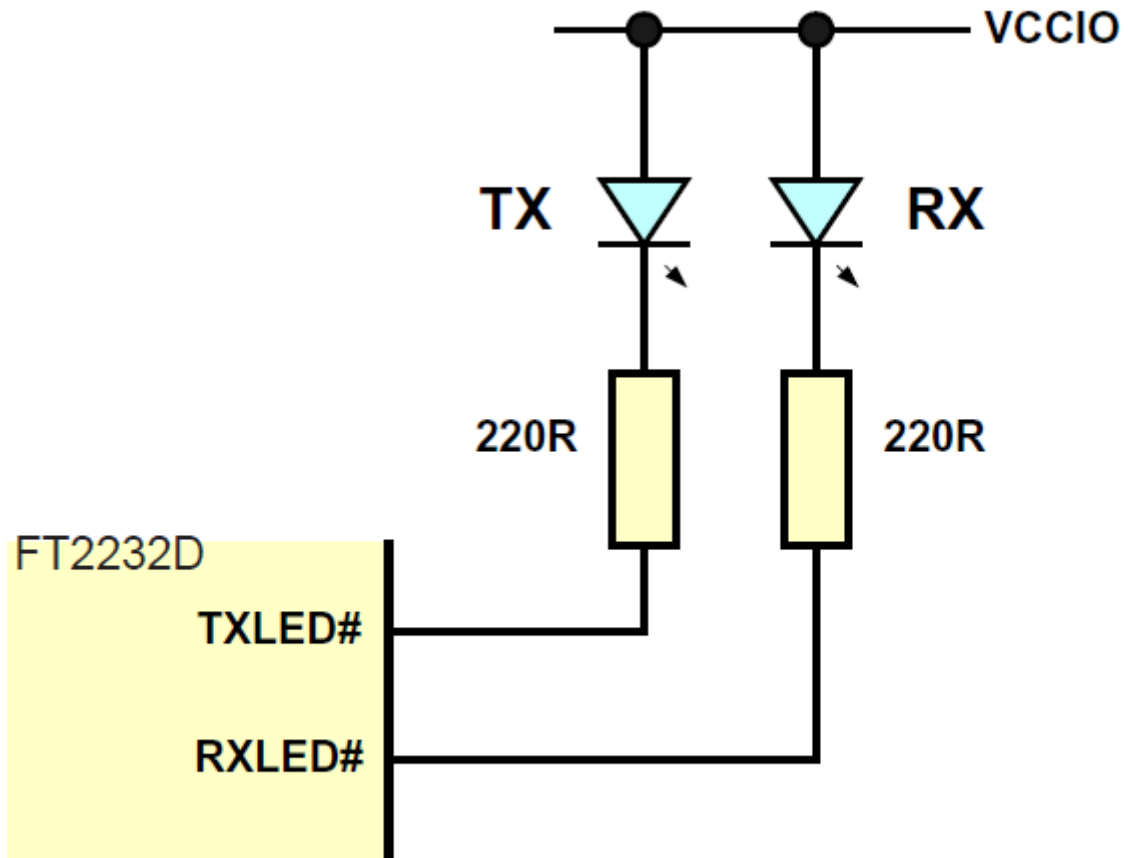 VCCIO
TX
RX
220R
220R
FT2232D
TXLED#
RXLED#